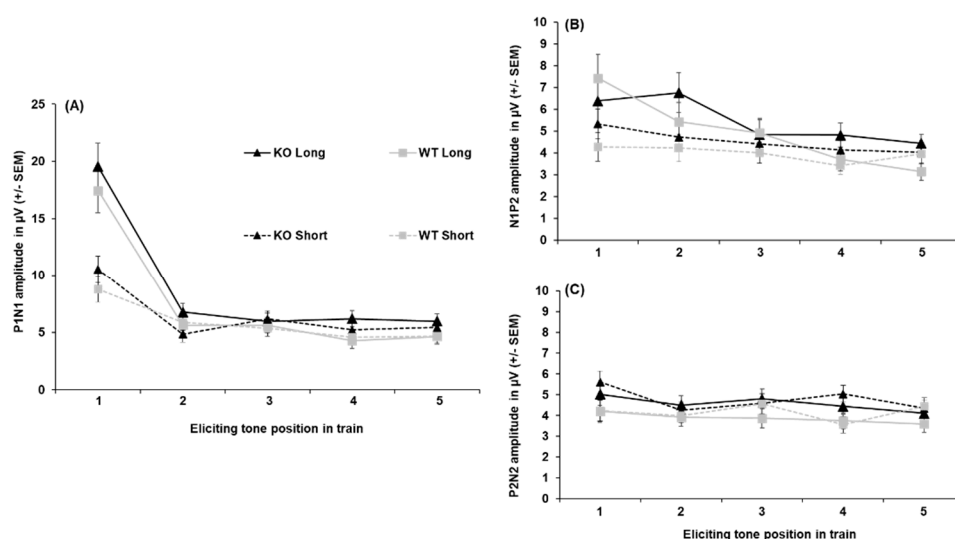 (A)
P1N1 amplitude in µV (+/- SEM)
25
20
15
10
5
0
KO Long
WT Long
KO Short
WT Short
1 2 3 4 5
Eliciting tone position in train
(B)
N1P2 amplitude in µV (+/- SEM)
10
9
8
7
6
5
4
3
2
1
0
1 2 3 4 5
(C)
P2N2 amplitude in µV (+/- SEM)
10
9
8
7
6
5
4
3
2
1
0
1 2 3 4 5
Eliciting tone position in train